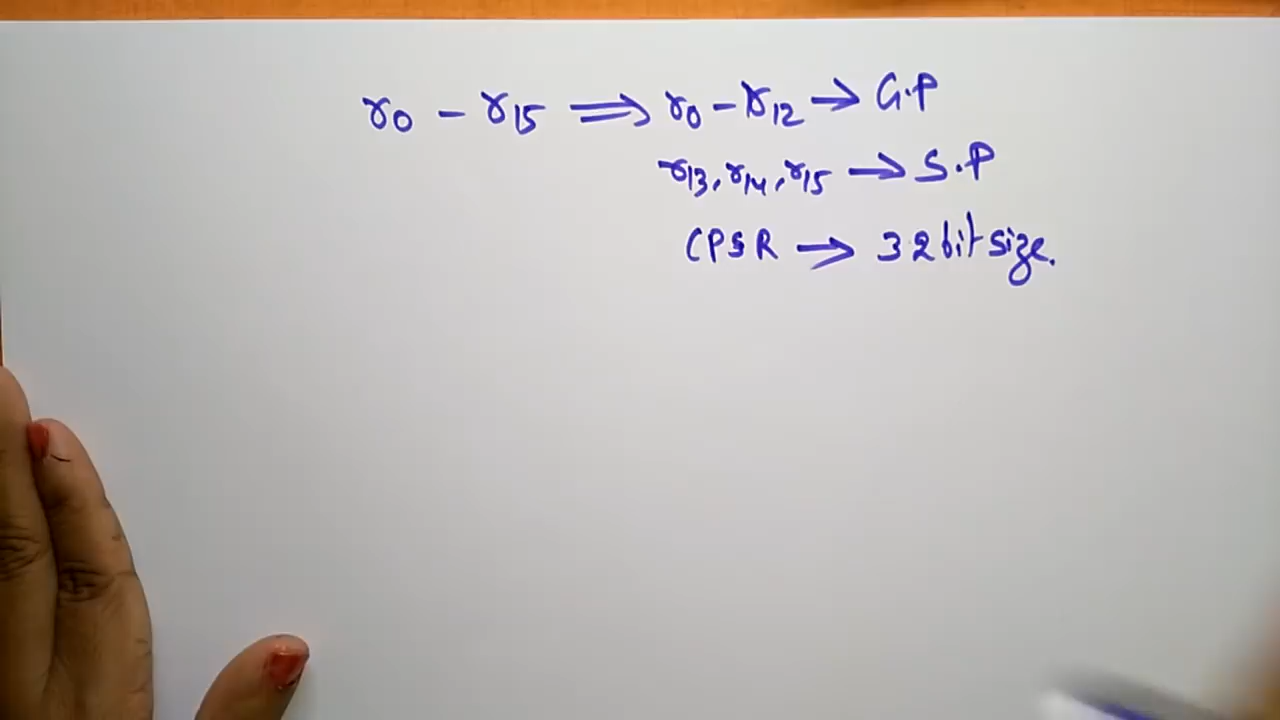 r0 - r15 ⟹ r0 - r12 → G.P
r13, r14, r15 → S.P
CPSR → 32 bit size.